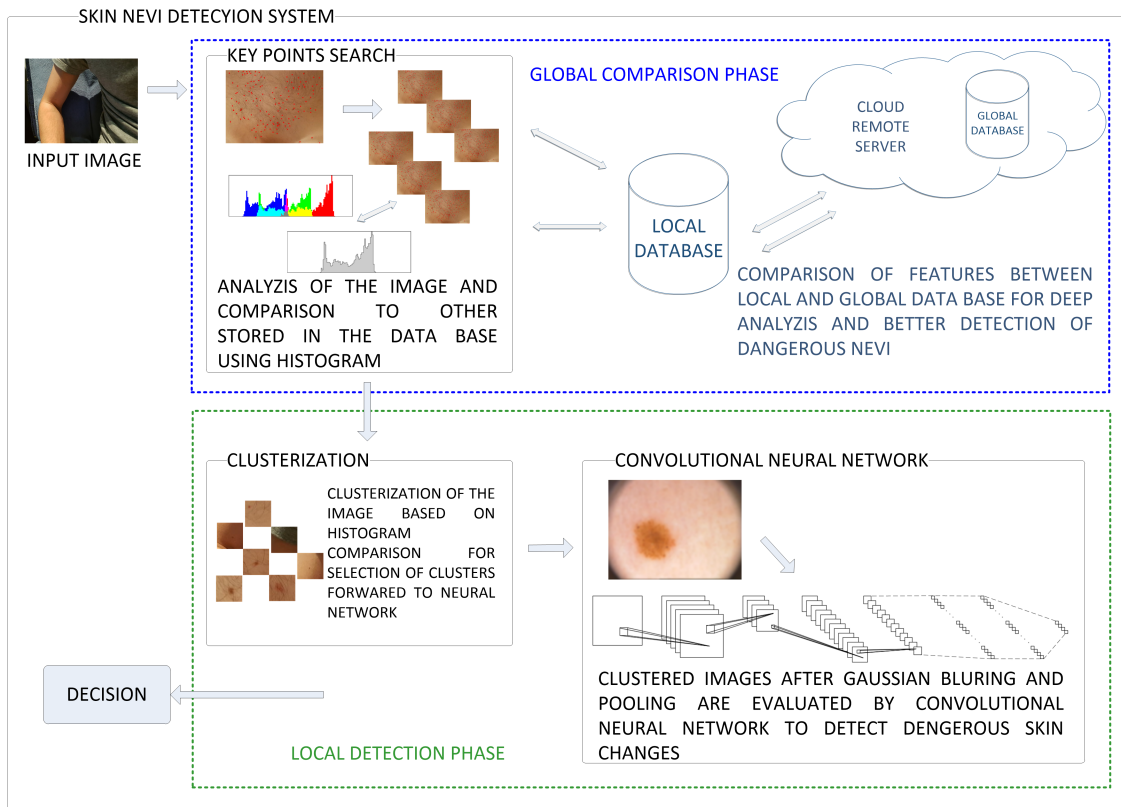 SKIN NEVI DETECYION SYSTEM
INPUT IMAGE
KEY POINTS SEARCH
ANALYZIS OF THE IMAGE AND
COMPARISON TO OTHER
STORED IN THE DATA BASE
USING HISTOGRAM
GLOBAL COMPARISON PHASE
LOCAL
DATABASE
CLOUD
REMOTE
SERVER
GLOBAL
DATABASE
COMPARISON OF FEATURES BETWEEN
LOCAL AND GLOBAL DATA BASE FOR DEEP
ANALYZIS AND BETTER DETECTION OF
DANGEROUS NEVI
CLUSTERIZATION
CLUSTERIZATION OF THE
IMAGE BASED ON
HISTOGRAM
COMPARISON FOR
SELECTION OF CLUSTERS
FORWARED TO NEURAL
NETWORK
CONVOLUTIONAL NEURAL NETWORK
CLUSTERED IMAGES AFTER GAUSSIAN BLURING AND
POOLING ARE EVALUATED BY CONVOLUTIONAL
NEURAL NETWORK TO DETECT DENGEROUS SKIN
CHANGES
DECISION
LOCAL DETECTION PHASE